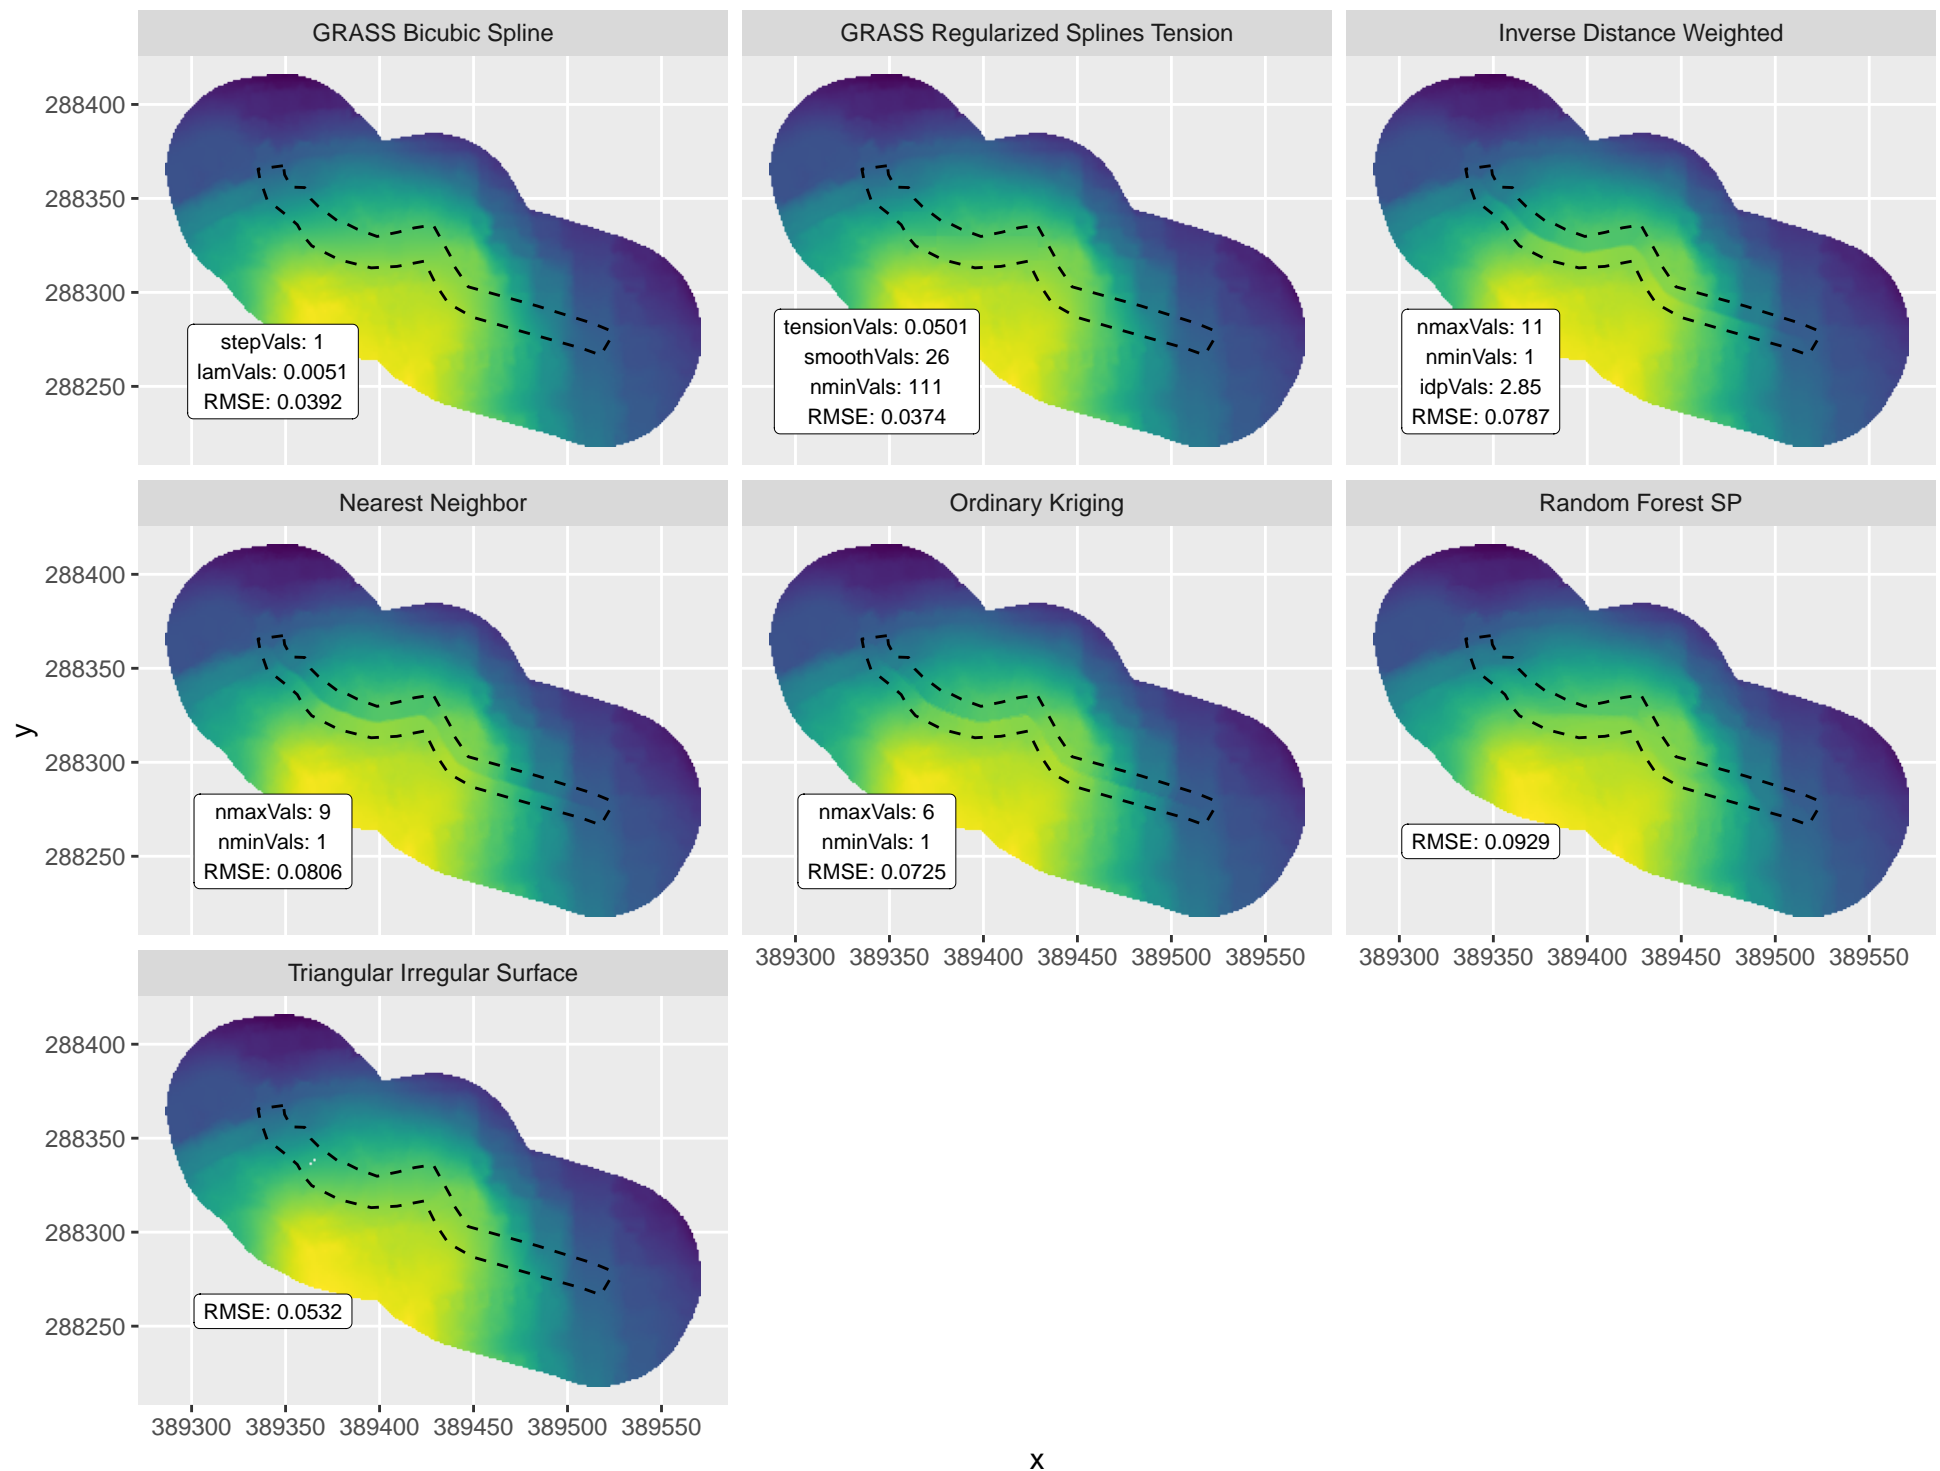 GRASS Bicubic Spline
GRASS Regularized Splines Tension
Inverse Distance Weighted
288400
288350
288300
288250
stepVals: 1
lamVals: 0.0051
RMSE: 0.0392
tensionVals: 0.0501
smoothVals: 26
nminVals: 111
RMSE: 0.0374
nmaxVals: 11
nminVals: 1
idpVals: 2.85
RMSE: 0.0787
Nearest Neighbor
Ordinary Kriging
Random Forest SP
288400
288350
288300
288250
y
nmaxVals: 9
nminVals: 1
RMSE: 0.0806
nmaxVals: 6
nminVals: 1
RMSE: 0.0725
RMSE: 0.0929
389300 389350 389400 389450 389500 389550
389300 389350 389400 389450 389500 389550
Triangular Irregular Surface
288400
288350
288300
288250
RMSE: 0.0532
389300 389350 389400 389450 389500 389550
x